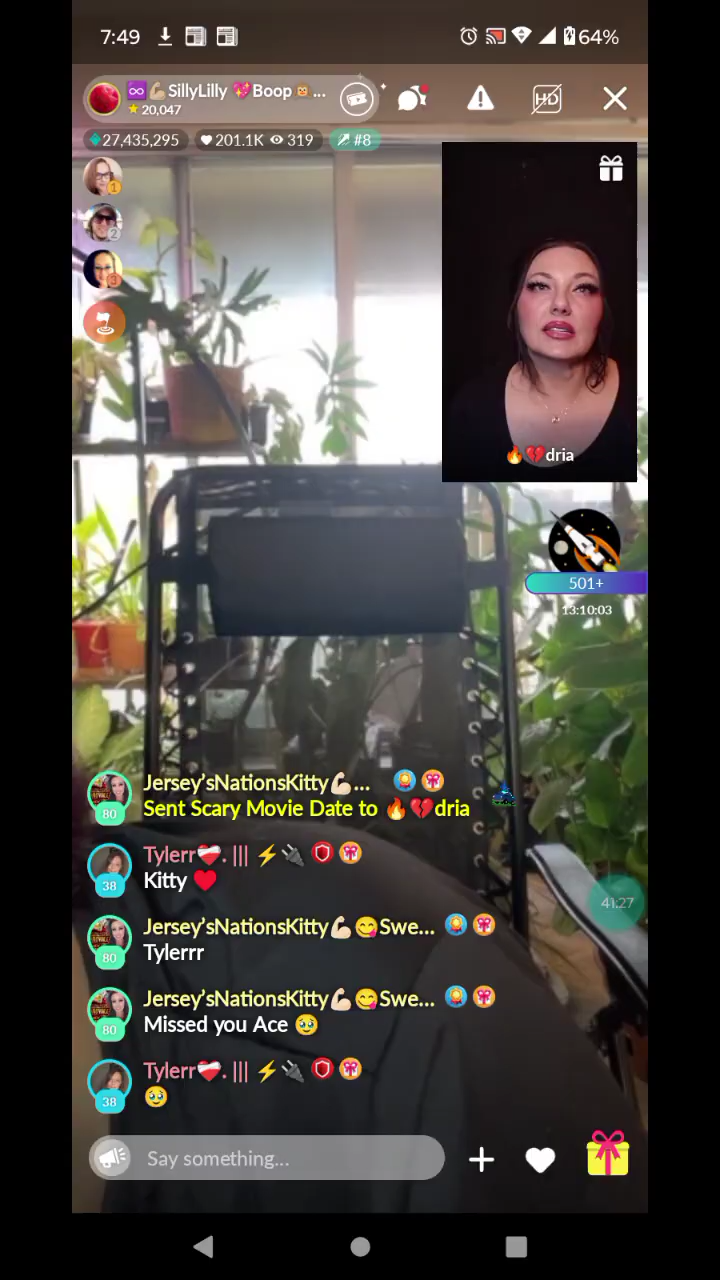 7:49
64%
SillyLilly 💖Boop 🐵...
⭐ 20,047
HD
27,435,295
201.1K
319
#8
1
2
3
🔥💔dria
501+
13:10:03
Jersey'sNationsKitty💪🏻...
80
Sent Scary Movie Date to 🔥💔dria
Tylerr❤️‍🩹. ||| ⚡🔌
38
Kitty ♥️
41:27
Jersey'sNationsKitty💪🏻😋Swe...
80
Tylerrr
Jersey'sNationsKitty💪🏻😋Swe...
80
Missed you Ace 🥹
Tylerr❤️‍🩹. ||| ⚡🔌
38
🥹
Say something...